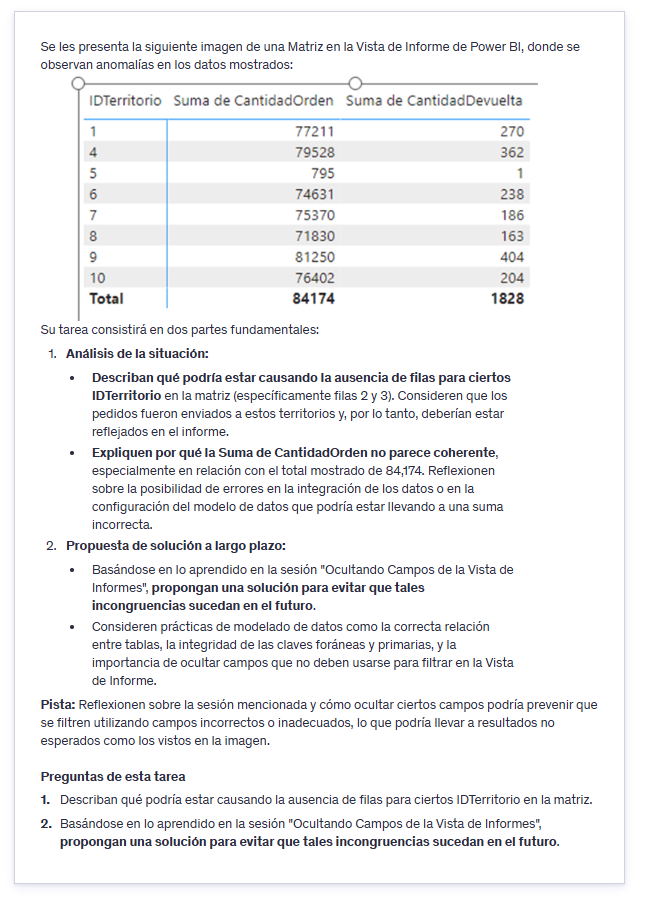 Se les presenta la siguiente imagen de una Matriz en la Vista de Informe de Power BI, donde se
observan anomalías en los datos mostrados:
IDTerritorio Suma de CantidadOrden Suma de CantidadDevuelta
1 77211 270
4 79528 362
5 795 1
6 74631 238
7 75370 186
8 71830 163
9 81250 404
10 76402 204
Total 84174 1828
Su tarea consistirá en dos partes fundamentales:
1. Análisis de la situación:
• Describan qué podría estar causando la ausencia de filas para ciertos
IDTerritorio en la matriz (específicamente filas 2 y 3). Consideren que los
pedidos fueron enviados a estos territorios y, por lo tanto, deberían estar
reflejados en el informe.
• Expliquen por qué la Suma de CantidadOrden no parece coherente,
especialmente en relación con el total mostrado de 84,174. Reflexionen
sobre la posibilidad de errores en la integración de los datos o en la
configuración del modelo de datos que podría estar llevando a una suma
incorrecta.
2. Propuesta de solución a largo plazo:
• Basándose en lo aprendido en la sesión "Ocultando Campos de la Vista de
Informes", propongan una solución para evitar que tales
incongruencias sucedan en el futuro.
• Consideren prácticas de modelado de datos como la correcta relación
entre tablas, la integridad de las claves foráneas y primarias, y la
importancia de ocultar campos que no deben usarse para filtrar en la Vista
de Informe.
Pista: Reflexionen sobre la sesión mencionada y cómo ocultar ciertos campos podría prevenir que
se filtren utilizando campos incorrectos o inadecuados, lo que podría llevar a resultados no
esperados como los vistos en la imagen.
Preguntas de esta tarea
1. Describan qué podría estar causando la ausencia de filas para ciertos IDTerritorio en la matriz.
2. Basándose en lo aprendido en la sesión "Ocultando Campos de la Vista de Informes",
propongan una solución para evitar que tales incongruencias sucedan en el futuro.